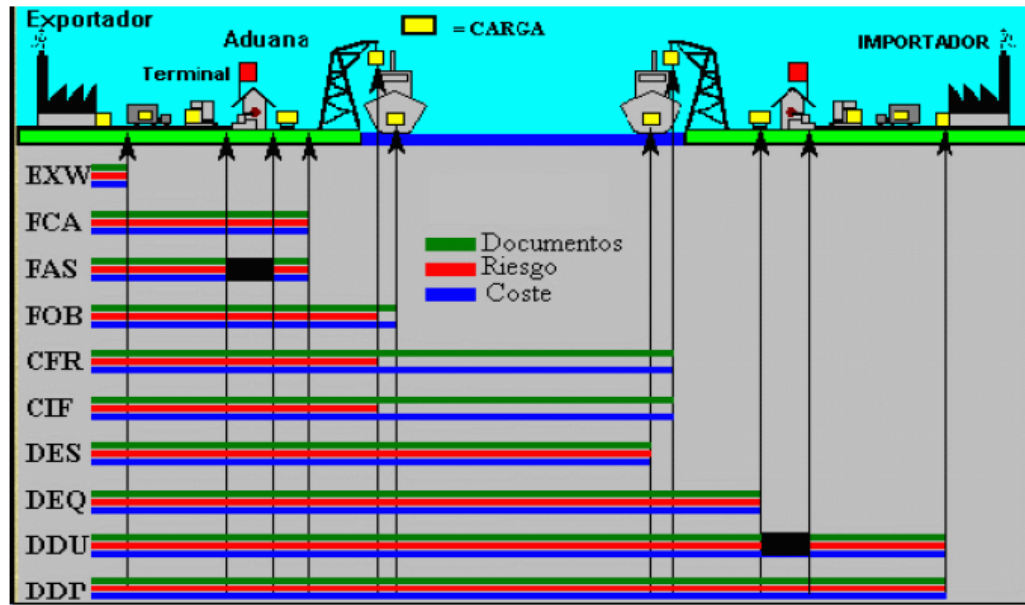 Exportador
= CARGA
Aduana
IMPORTADOR
Terminal
EXW
FCA
Documentos
FAS
Riesgo
Coste
FOB
CFR
CIF
DES
DEQ
DDU
DDP